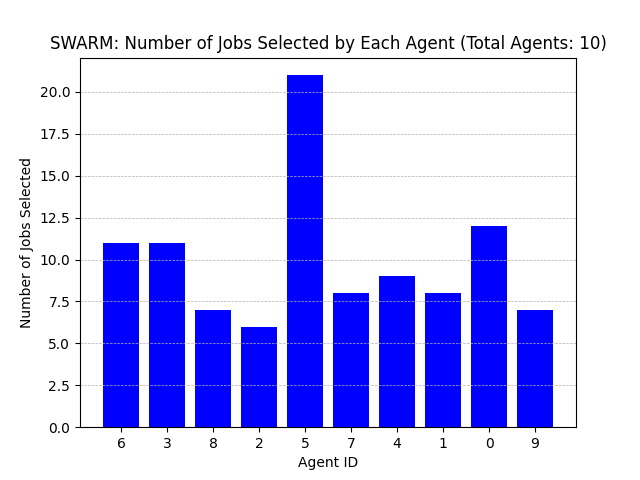 SWARM: Number of Jobs Selected by Each Agent (Total Agents: 10)
20.0
17.5
15.0
12.5
10.0
7.5
5.0
2.5
0.0
Number of Jobs Selected
6 3 8 2 5 7 4 1 0 9
Agent ID